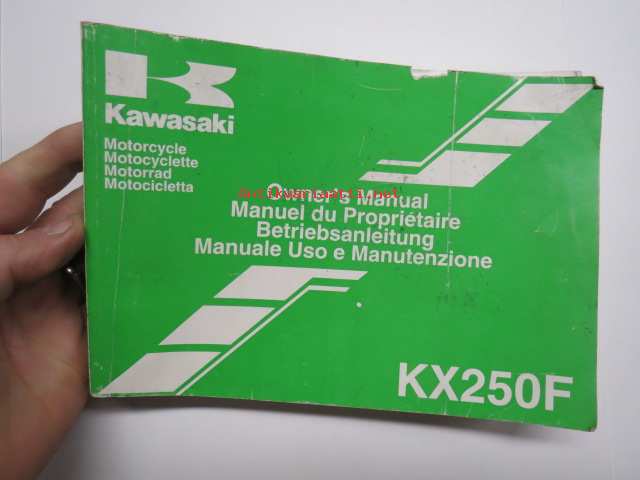 Kawasaki
Motorcycle
Motocyclette
Motorrad
Motocicletta
Owner's Manual
Manuel du Propriétaire
Betriebsanleitung
Manuale Uso e Manutenzione
KX250F